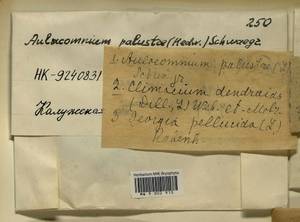 250
Aulacomnium palustre (Hedw.) Schwaegr
HK-9240831
Калужская
1. Aulacomnium palustre (L)
Schwgr
2. Climacium dendroides
(Dill., L) Web. et Mohr
3 Georgia pellucida (L)
Rabenh
Herbarium MW, Bryophyta